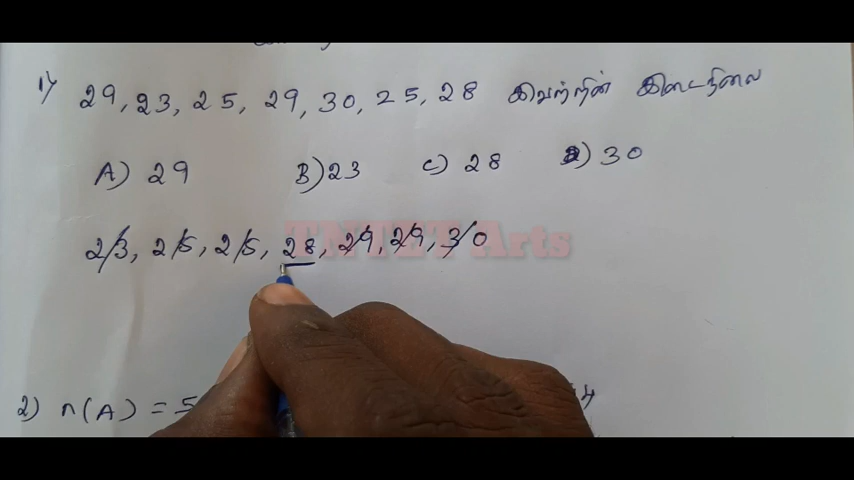 1) 29, 23, 25, 29, 30, 25, 28 இவற்றின் இடைநிலை
A) 29 B) 23 C) 28 D) 30
23, 25, 25, 28, 29, 29, 30
TNTET Arts
2) n(A) = 5